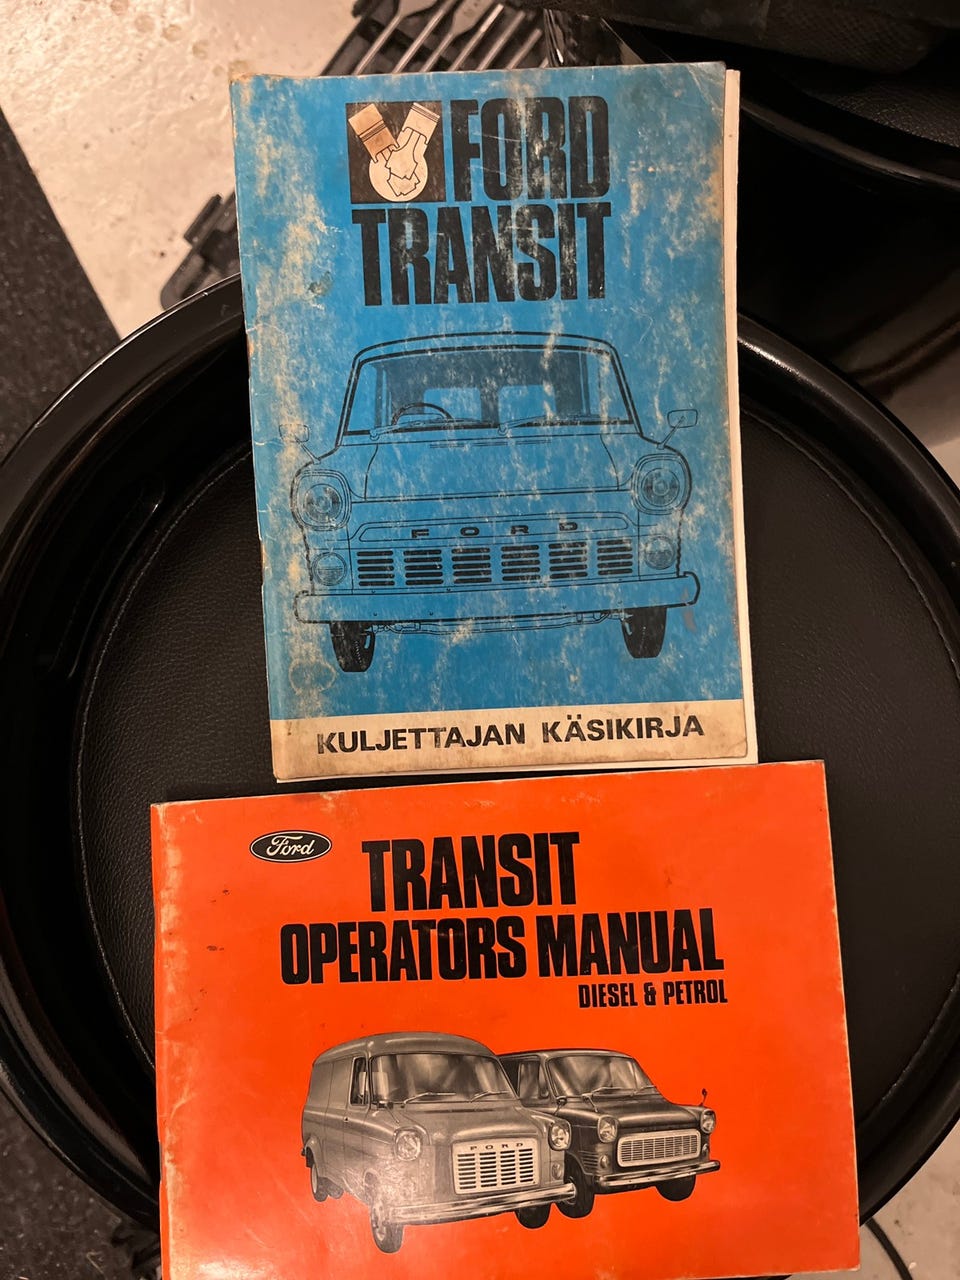 FORD
TRANSIT
FORD
KULJETTAJAN KÄSIKIRJA
Ford
TRANSIT
OPERATORS MANUAL
DIESEL & PETROL
FORD